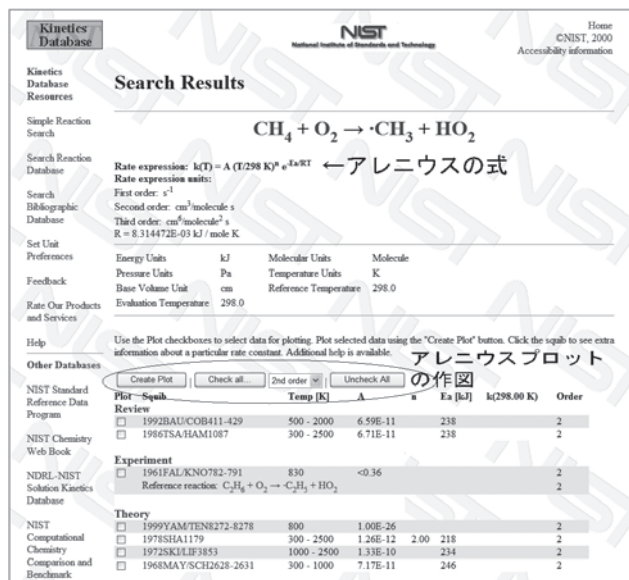 Kinetics
Database
NIST
National Institute of Standards and Technology
Home
©NIST, 2000
Accessibility information
Kinetics
Database
Resources
Simple Reaction
Search
Search Reaction
Database
Search
Bibliographic
Database
Set Unit
Preferences
Feedback
Rate Our Products
and Services
Help
Other Databases
NIST Standard
Reference Data
Program
NIST Chemistry
Web Book
NDRL-NIST
Solution Kinetics
Database
NIST
Computational
Chemistry
Comparison and
Benchmark
Search Results
CH₄ + O₂ → ·CH₃ + HO₂
Rate expression: k(T) = A (T/298 K)ⁿ e^-Ea/RT ←アレニウスの式
Rate expression units:
First order: s⁻¹
Second order: cm³/molecule s
Third order: cm⁶/molecule² s
R = 8.314472E-03 kJ / mole K
Energy Units kJ Molecular Units Molecule
Pressure Units Pa Temperature Units K
Base Volume Unit cm Reference Temperature 298.0
Evaluation Temperature 298.0
Use the Plot checkboxes to select data for plotting. Plot selected data using the "Create Plot" button. Click the squib to see extra
information about a particular rate constant. Additional help is available.
アレニウスプロット
の作図
Create Plot | Check all... 2nd order | Uncheck All
Plot Squib Temp [K] A n Ea [kJ] k(298.00 K) Order
Review
1992BAU/COB411-429 500 - 2000 6.59E-11 238 2
1986TSA/HAM1087 300 - 2500 6.71E-11 238 2
Experiment
1961FAL/KNO782-791 830 <0.36 2
Reference reaction: C₂H₆ + O₂ → ·C₂H₅ + HO₂ 2
Theory
1999YAM/TEN8272-8278 800 1.00E-26 2
1978SHA1179 300 - 2500 1.26E-12 2.00 218 2
1972SKI/LIF3853 1000 - 2500 1.33E-10 234 2
1968MAY/SCH2628-2631 300 - 1000 7.17E-11 246 2